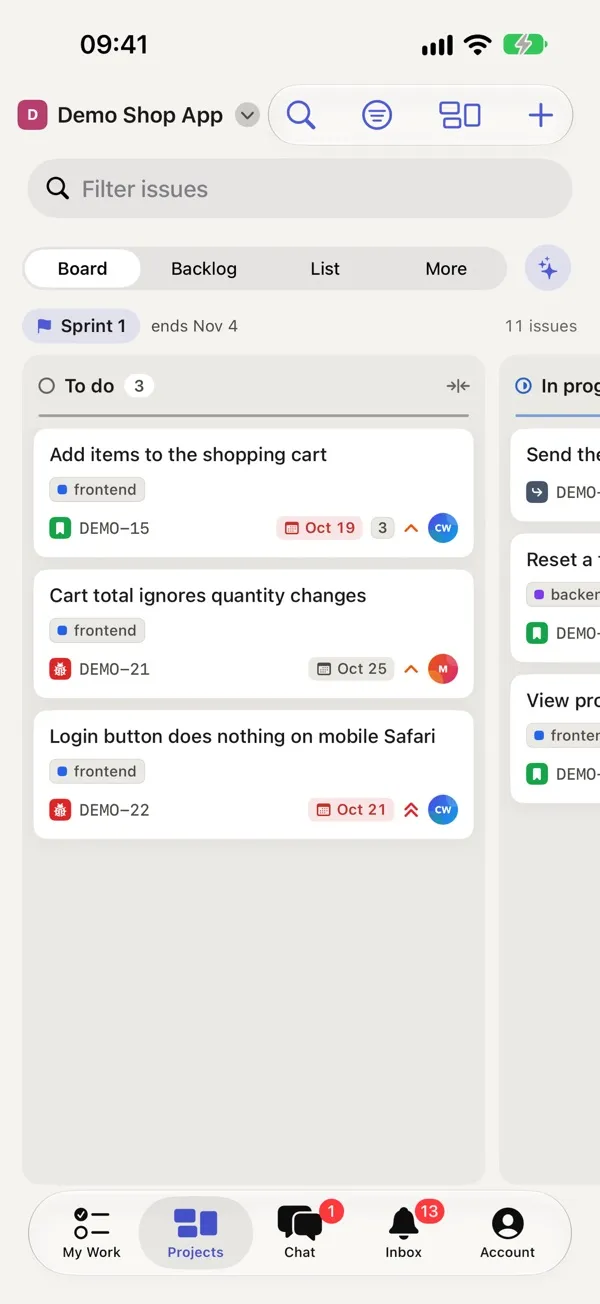 09:41
D Demo Shop App
Filter issues
Board Backlog List More
Sprint 1 ends Nov 4 11 issues
To do 3
Add items to the shopping cart
frontend
DEMO-15 Oct 19 3 CW
Cart total ignores quantity changes
frontend
DEMO-21 Oct 25 M
Login button does nothing on mobile Safari
frontend
DEMO-22 Oct 21 CW
In prog
Send the
DEMO-
Reset a
backen
DEMO-
View pro
fronten
DEMO-
1 13
My Work Projects Chat Inbox Account